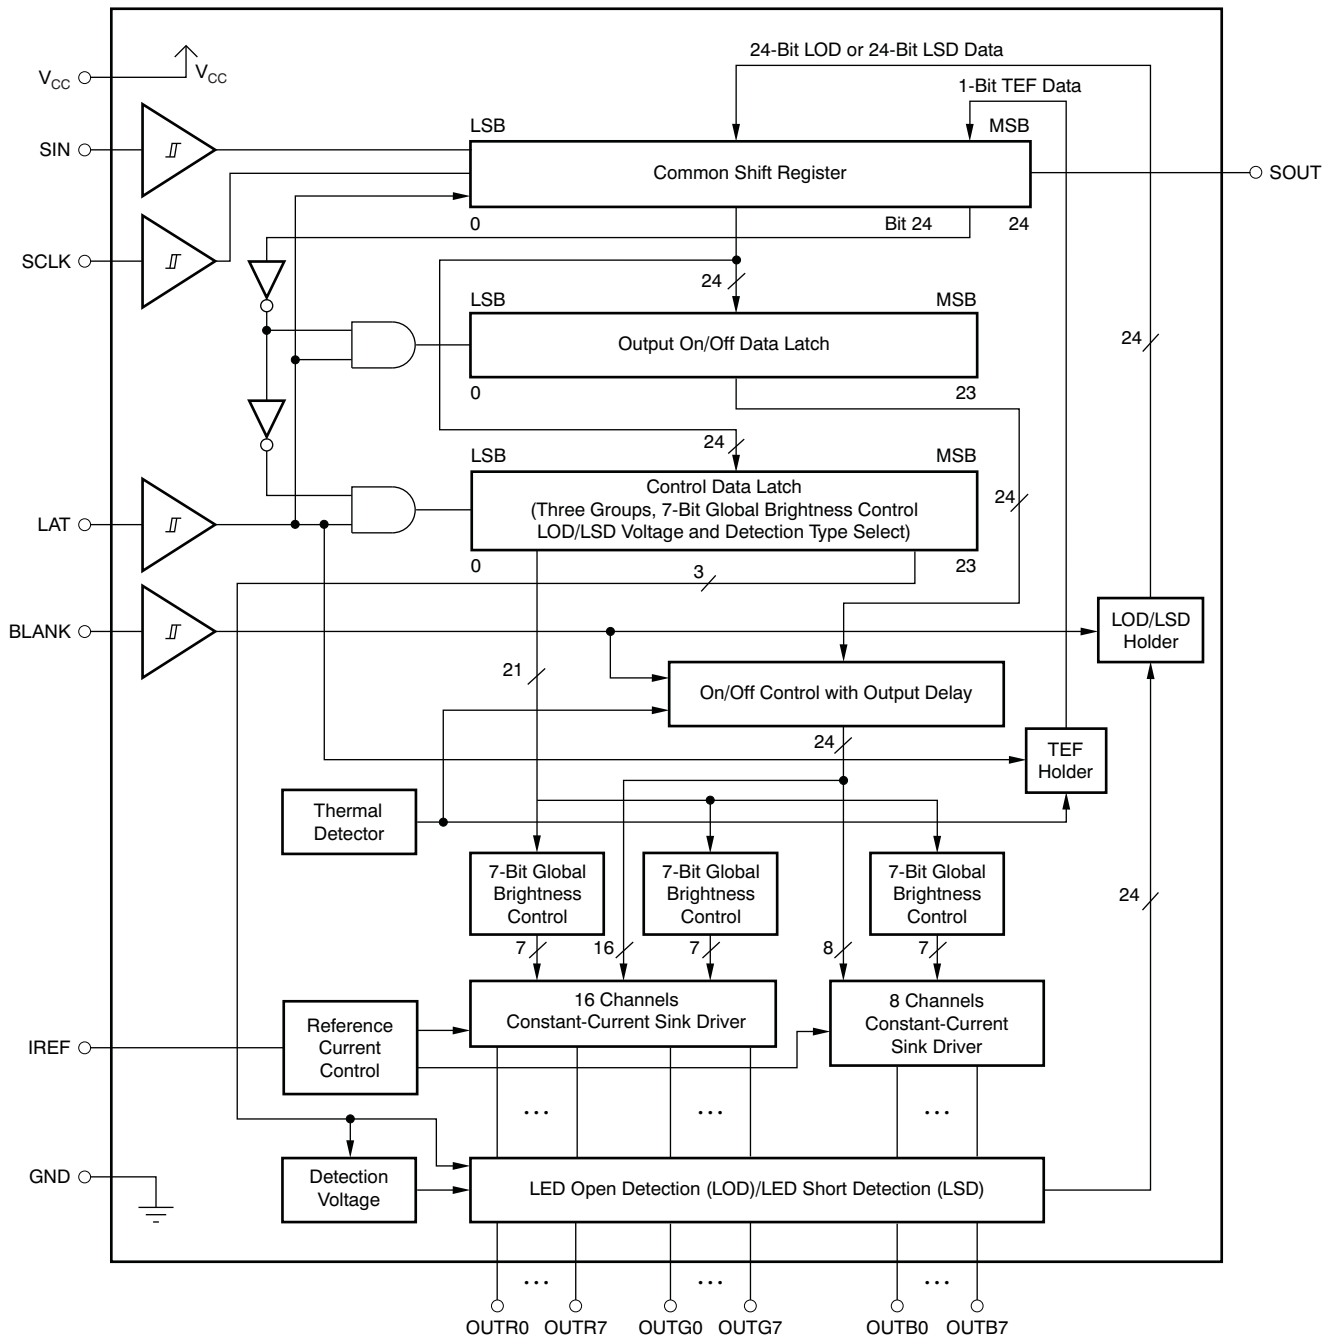 24-Bit LOD or 24-Bit LSD Data
VCC
VCC
1-Bit TEF Data
LSB
MSB
SIN
Common Shift Register
SOUT
0
Bit 24
24
SCLK
24
LSB
MSB
Output On/Off Data Latch
24
0
23
24
LSB
MSB
Control Data Latch
(Three Groups, 7-Bit Global Brightness Control
LOD/LSD Voltage and Detection Type Select)
24
LAT
0
23
3
BLANK
LOD/LSD
Holder
21
On/Off Control with Output Delay
24
TEF
Holder
Thermal
Detector
7-Bit Global
Brightness
Control
7-Bit Global
Brightness
Control
7-Bit Global
Brightness
Control
24
7
16
7
8
7
16 Channels
Constant-Current Sink Driver
8 Channels
Constant-Current
Sink Driver
IREF
Reference
Current
Control
...
...
...
GND
Detection
Voltage
LED Open Detection (LOD)/LED Short Detection (LSD)
...
...
...
OUTR0
OUTR7
OUTG0
OUTG7
OUTB0
OUTB7